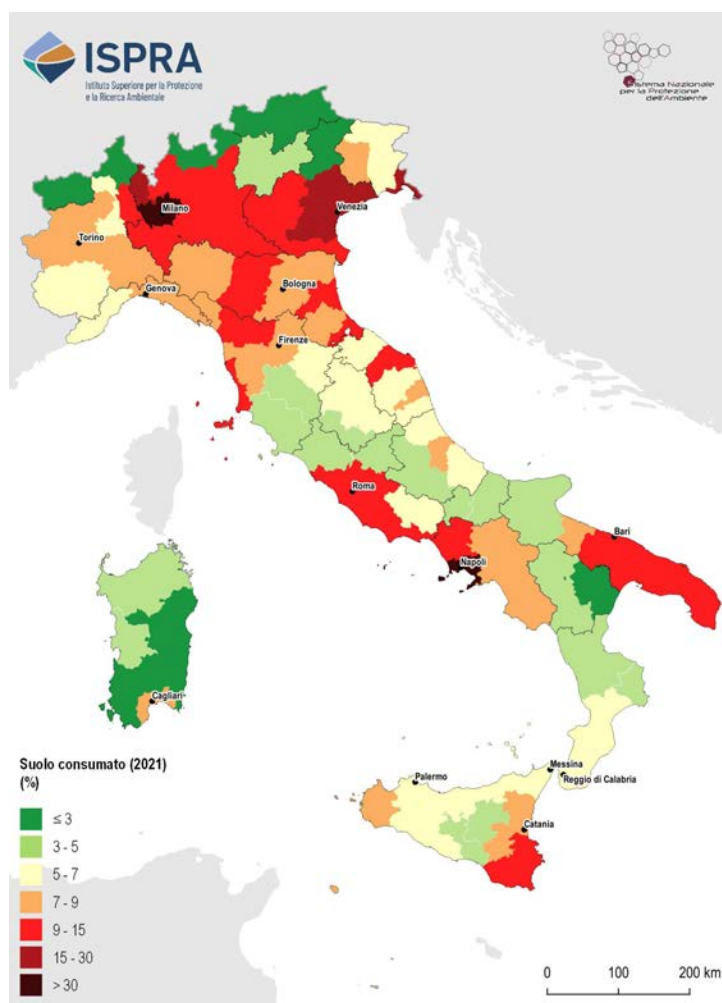 ISPRA
Istituto Superiore per la Protezione
e la Ricerca Ambientale
Sistema Nazionale
per la Protezione
dell'Ambiente
Milano
Venezia
Torino
Genova
Bologna
Firenze
Roma
Bari
Napoli
Cagliari
Messina
Palermo
Reggio di Calabria
Catania
Suolo consumato (2021)
(%)
≤ 3
3 - 5
5 - 7
7 - 9
9 - 15
15 - 30
> 30
0 100 200 km